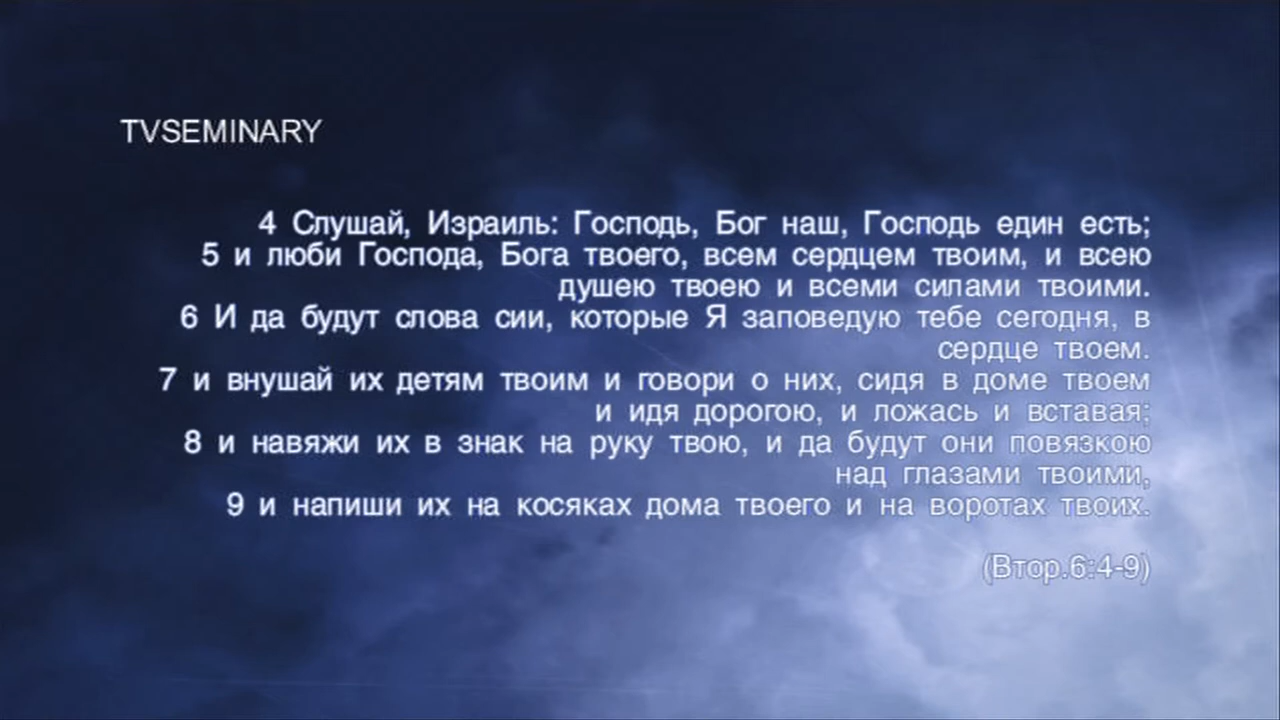 TVSEMINARY
4 Слушай, Израиль: Господь, Бог наш, Господь един есть;
5 и люби Господа, Бога твоего, всем сердцем твоим, и всею
душею твоею и всеми силами твоими.
6 И да будут слова сии, которые Я заповедую тебе сегодня, в
сердце твоем.
7 и внушай их детям твоим и говори о них, сидя в доме твоем
и идя дорогою, и ложась и вставая;
8 и навяжи их в знак на руку твою, и да будут они повязкою
над глазами твоими,
9 и напиши их на косяках дома твоего и на воротах твоих.
(Втор.6:4-9)